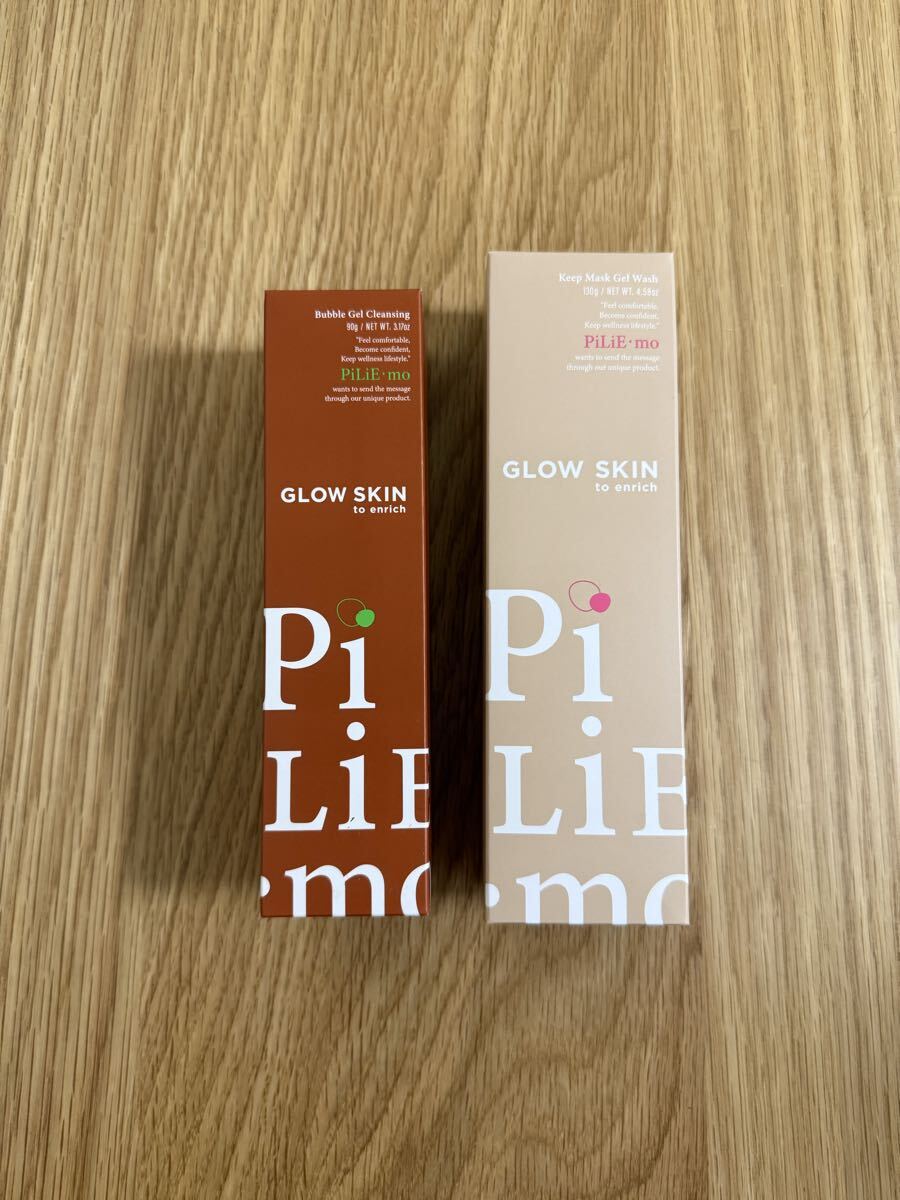 Bubble Gel Cleansing
90g / NET WT. 3.17oz
"Feel comfortable,
Become confident,
Keep wellness lifestyle."
PiLiE·mo
wants to send the message
through our unique product.
GLOW SKIN
to enrich
Pi
LiE
·mo
Keep Mask Gel Wash
130g / NET WT. 4.58oz
"Feel comfortable,
Become confident,
Keep wellness lifestyle."
PiLiE·mo
wants to send the message
through our unique product.
GLOW SKIN
to enrich
Pi
LiE
·mo